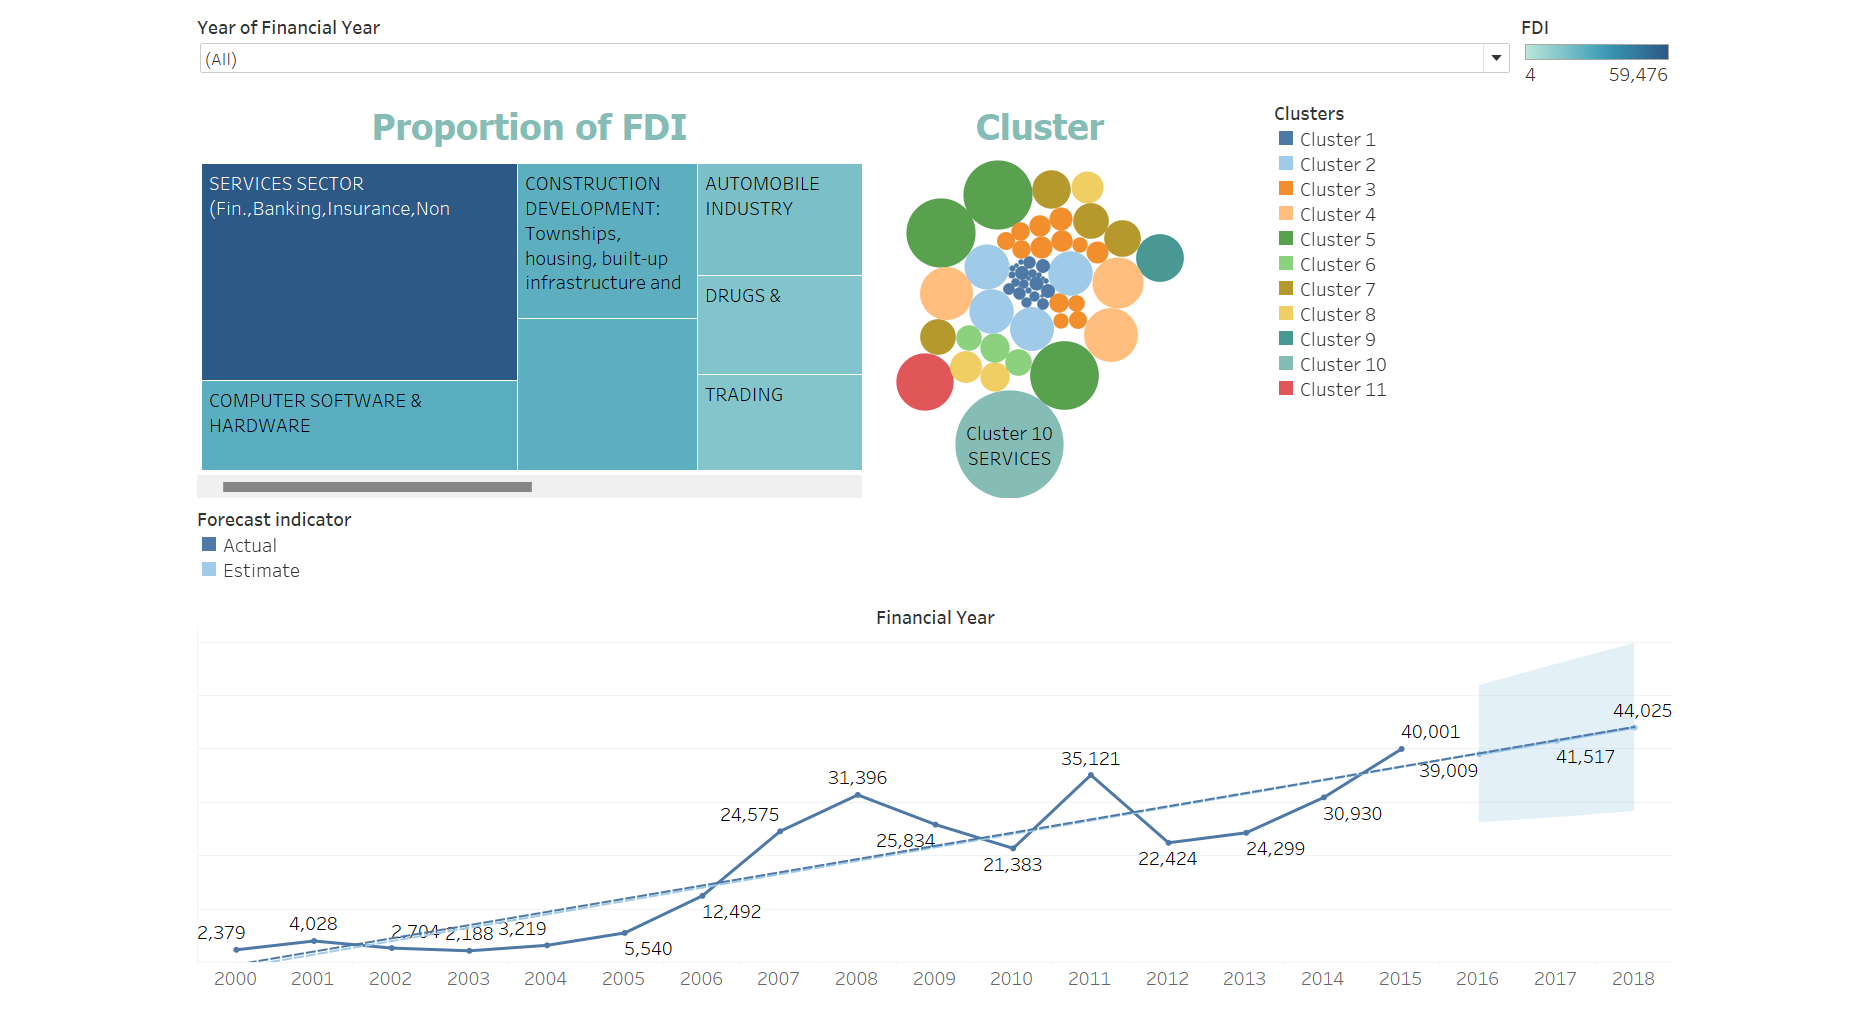 Year of Financial Year
(All)
FDI
4 59,476
Proportion of FDI
SERVICES SECTOR
(Fin.,Banking,Insurance,Non
COMPUTER SOFTWARE &
HARDWARE
CONSTRUCTION
DEVELOPMENT:
Townships,
housing, built-up
infrastructure and
AUTOMOBILE
INDUSTRY
DRUGS &
TRADING
Cluster
Cluster 10
SERVICES
Clusters
Cluster 1
Cluster 2
Cluster 3
Cluster 4
Cluster 5
Cluster 6
Cluster 7
Cluster 8
Cluster 9
Cluster 10
Cluster 11
Forecast indicator
Actual
Estimate
Financial Year
2,379
4,028
2,704
2,188
3,219
5,540
12,492
24,575
31,396
25,834
21,383
35,121
22,424
24,299
30,930
40,001
39,009
41,517
44,025
2000 2001 2002 2003 2004 2005 2006 2007 2008 2009 2010 2011 2012 2013 2014 2015 2016 2017 2018